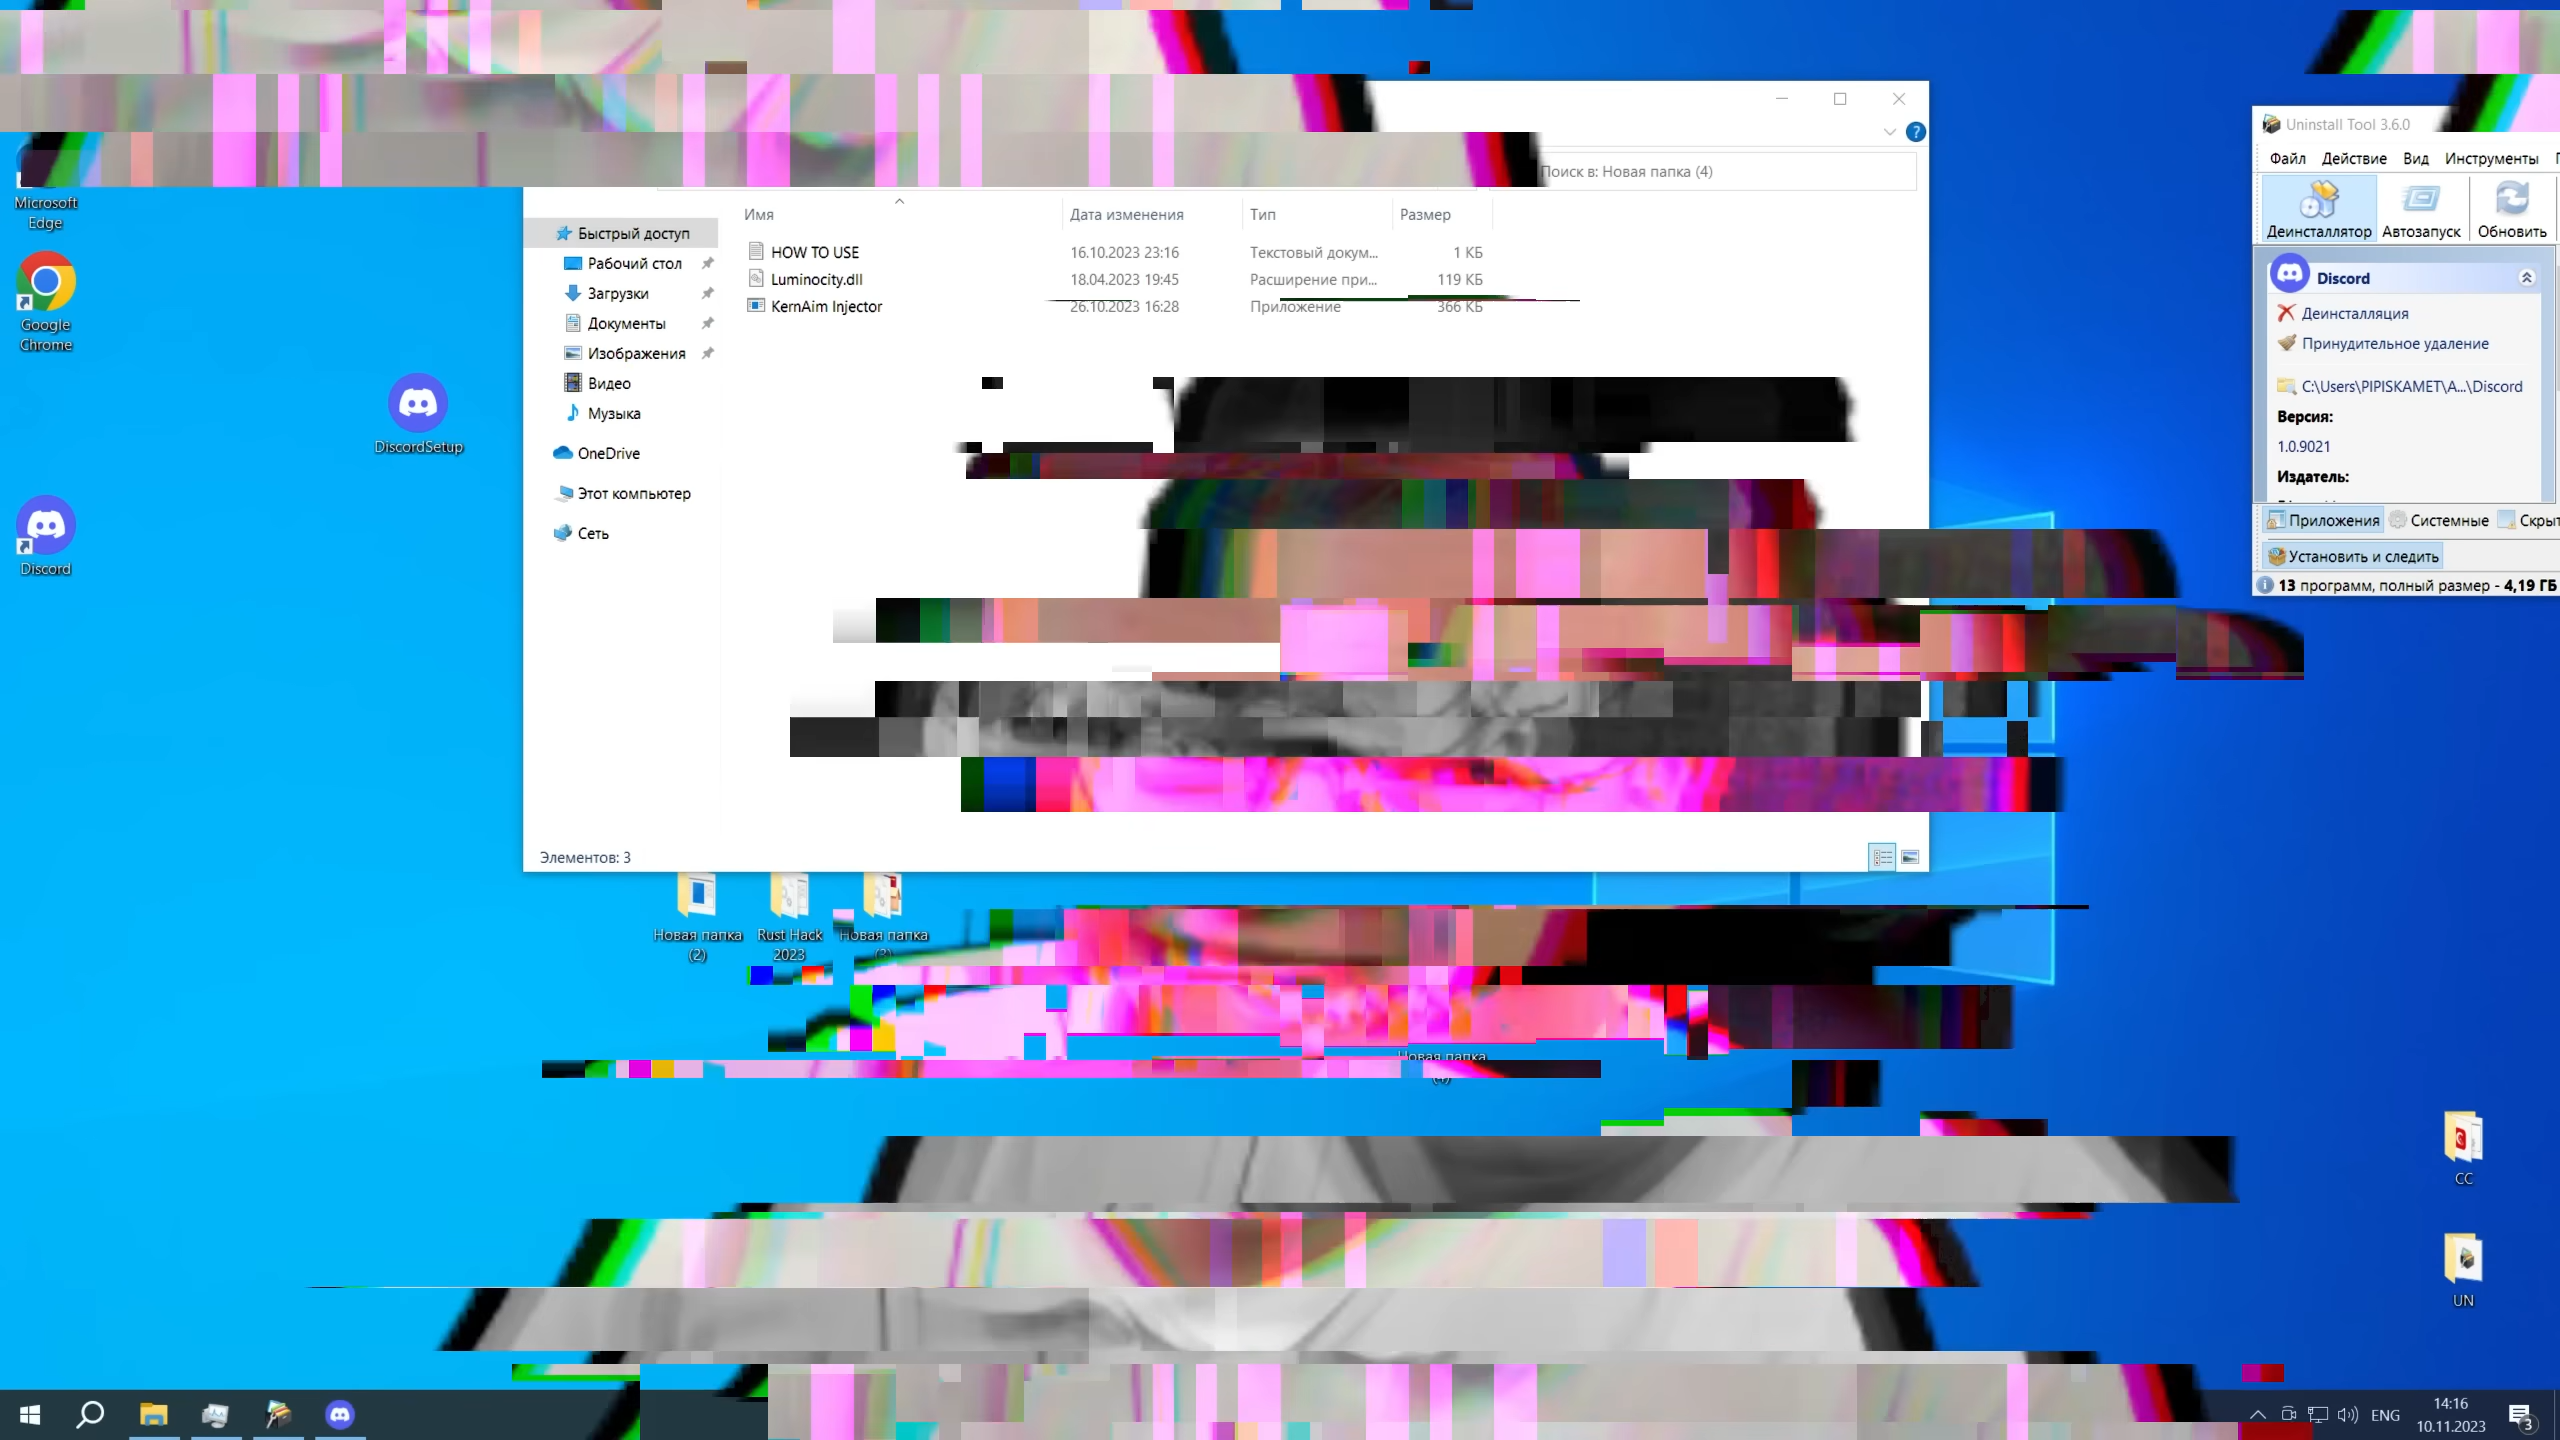 Microsoft
Edge
Google
Chrome
DiscordSetup
Discord
Поиск в: Новая папка (4)
Имя
Дата изменения
Тип
Размер
HOW TO USE
16.10.2023 23:16
Текстовый докум...
1 КБ
Luminocity.dll
18.04.2023 19:45
Расширение при...
119 КБ
KernAim Injector
26.10.2023 16:28
Приложение
366 КБ
Быстрый доступ
Рабочий стол
Загрузки
Документы
Изображения
Видео
Музыка
OneDrive
Этот компьютер
Сеть
Элементов: 3
Новая папка
(2)
Rust Hack
2023
Новая папка
(3)
Новая папка
(4)
Uninstall Tool 3.6.0
Файл Действие Вид Инструменты
Деинсталлятор Автозапуск Обновить
Discord
Деинсталляция
Принудительное удаление
C:\Users\PIPISKAMET\A...\Discord
Версия:
1.0.9021
Издатель:
Приложения Системные
Установить и следить
13 программ, полный размер - 4,19 ГБ
CC
UN
ENG
14:16
10.11.2023
3